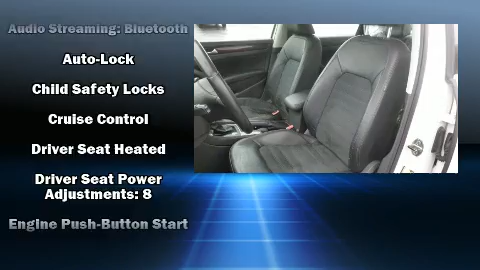 Audio Streaming: Bluetooth
Auto-Lock
Child Safety Locks
Cruise Control
Driver Seat Heated
Driver Seat Power
Adjustments: 8
Engine Push-Button Start